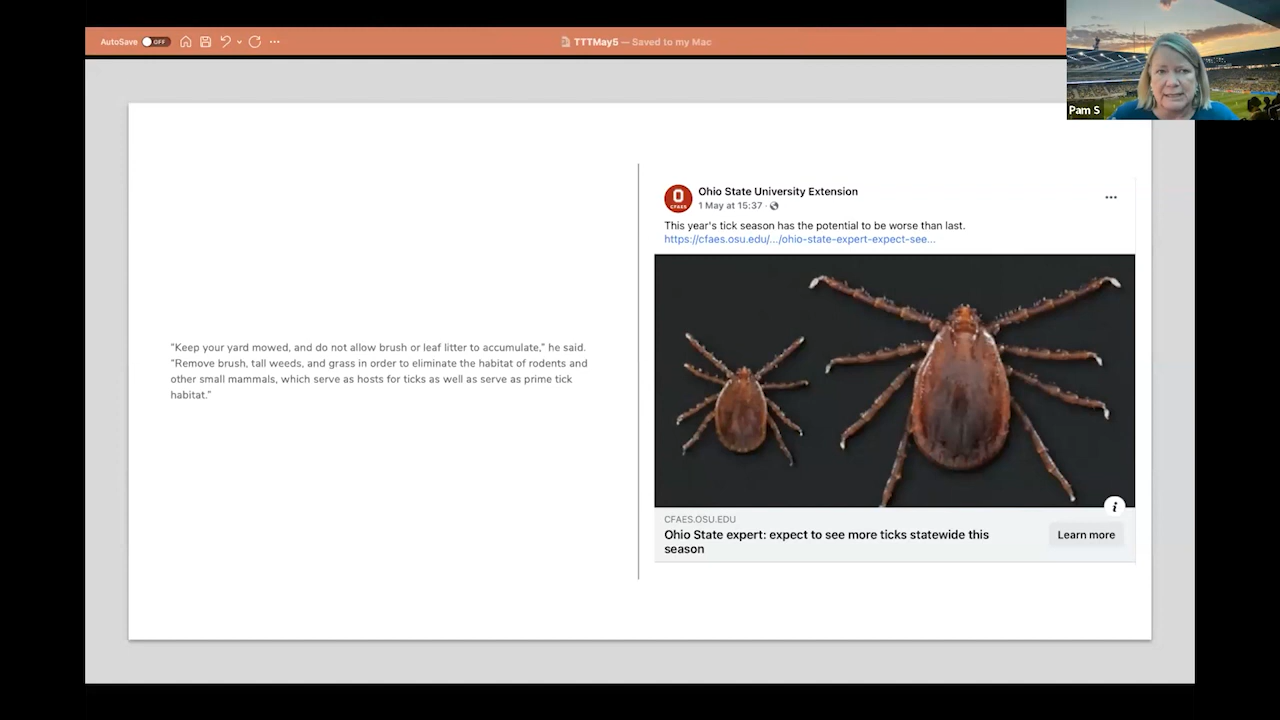 AutoSave OFF
TTTMay5 — Saved to my Mac
Pam S
"Keep your yard mowed, and do not allow brush or leaf litter to accumulate," he said.
"Remove brush, tall weeds, and grass in order to eliminate the habitat of rodents and
other small mammals, which serve as hosts for ticks as well as serve as prime tick
habitat."
O
CFAES
Ohio State University Extension
1 May at 15:37 ·
This year's tick season has the potential to be worse than last.
https://cfaes.osu.edu/.../ohio-state-expert-expect-see...
i
CFAES.OSU.EDU
Ohio State expert: expect to see more ticks statewide this
season
Learn more